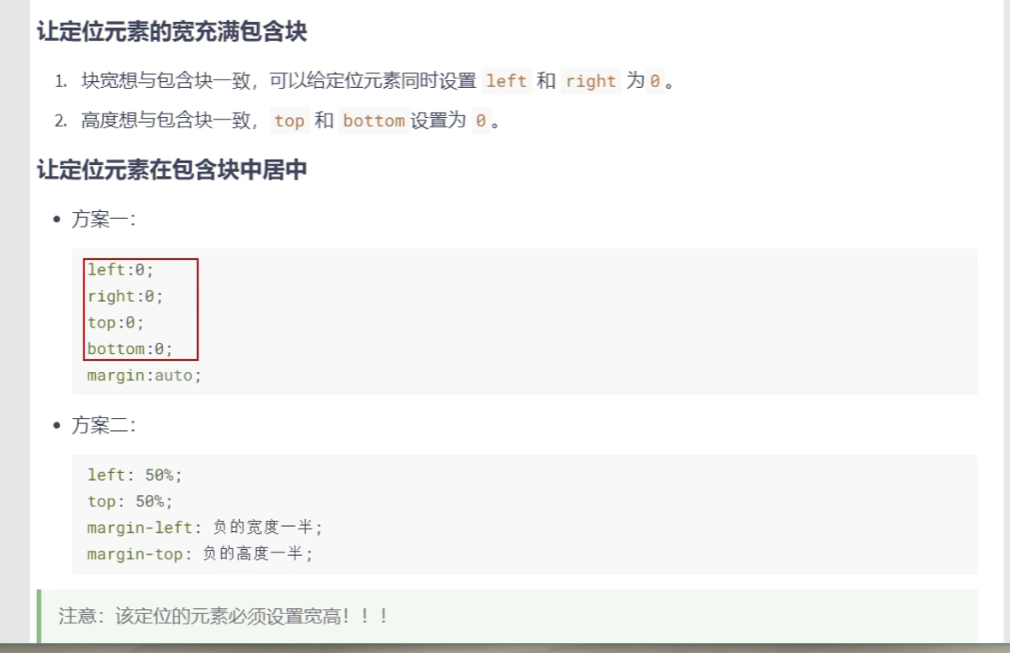 让定位元素的宽充满包含块
1. 块宽想与包含块一致，可以给定位元素同时设置 left 和 right 为 0 。
2. 高度想与包含块一致， top 和 bottom 设置为 0 。
让定位元素在包含块中居中
• 方案一：
left:0;
right:0;
top:0;
bottom:0;
margin:auto;
• 方案二：
left: 50%;
top: 50%;
margin-left: 负的宽度一半;
margin-top: 负的高度一半;
注意：该定位的元素必须设置宽高！！！